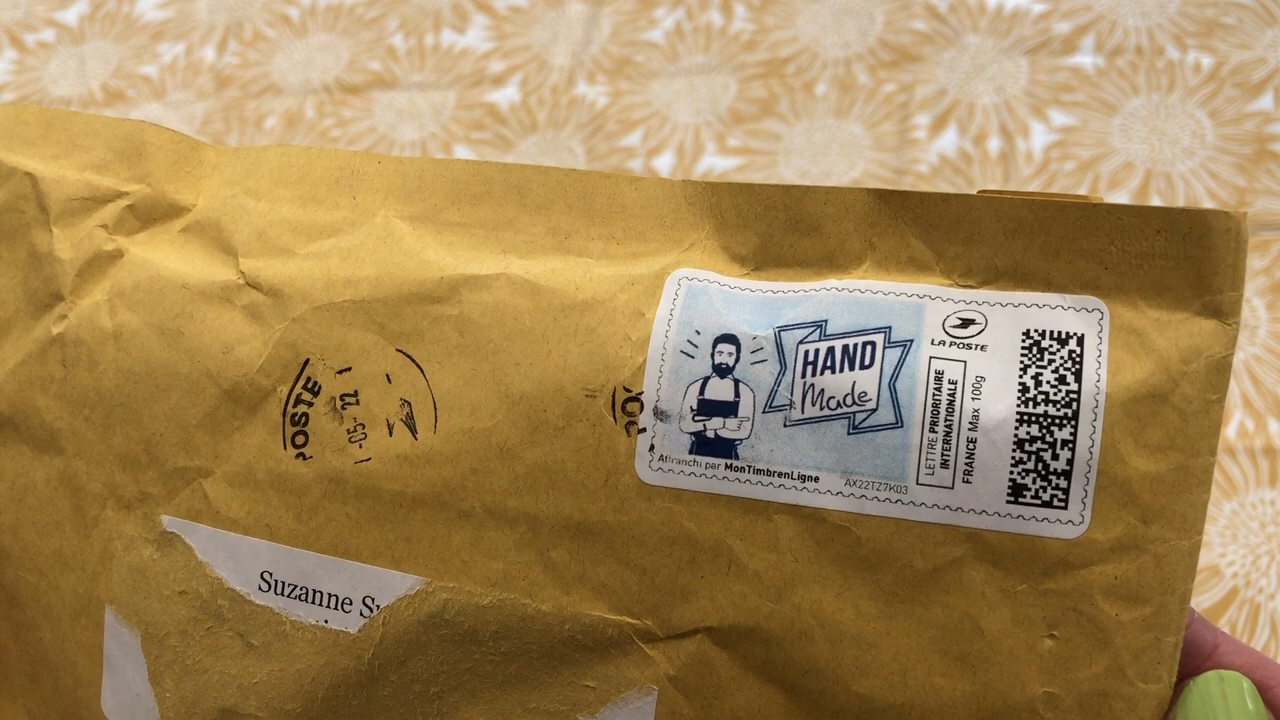 POSTE
-05-22
HAND
Made
LA POSTE
LETTRE PRIORITAIRE
INTERNATIONALE
FRANCE Max 100g
Affranchi par MonTimbrenLigne
AX22TZ7K03
Suzanne